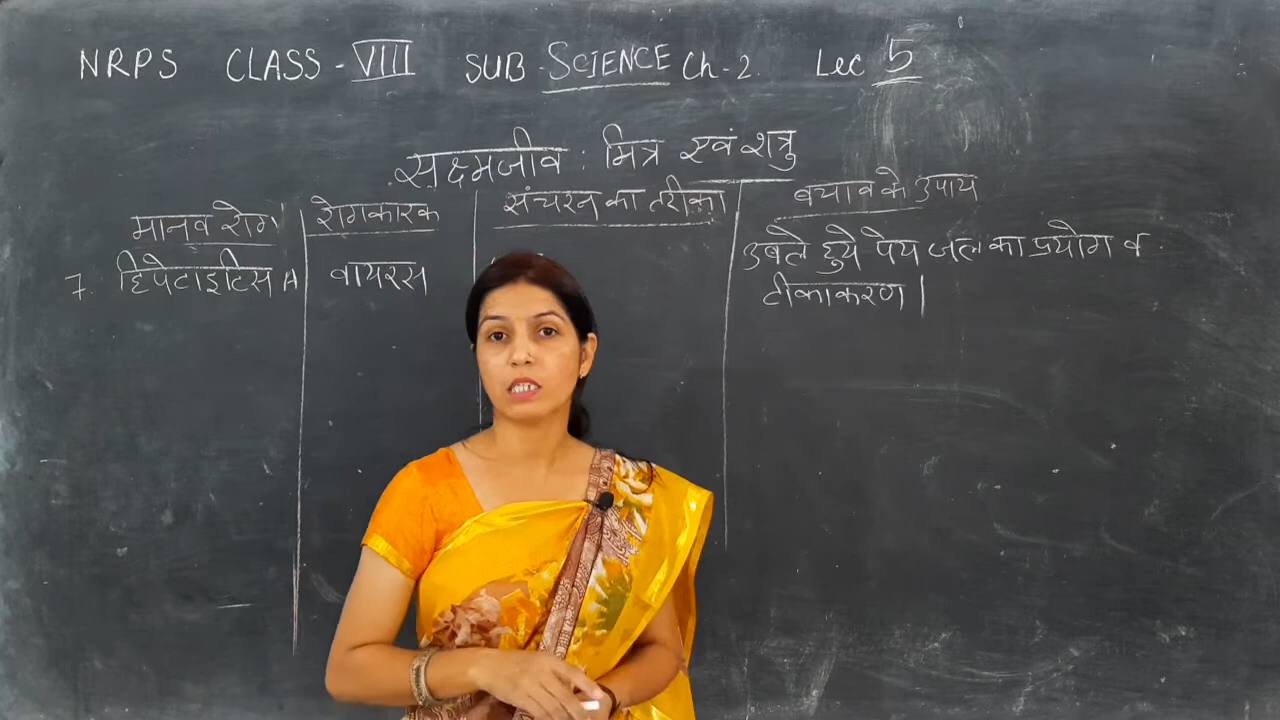 NRPS CLASS - VIII SUB - SCIENCE Ch-2. Lec 5
सूक्ष्मजीव : मित्र एवं शत्रु
मानव रोग रोगकारक संचरन का तरीका बचाव के उपाय
7. हिपेटाइटिस A वायरस उबले हुये पेय जल का प्रयोग व
टीकाकरण।